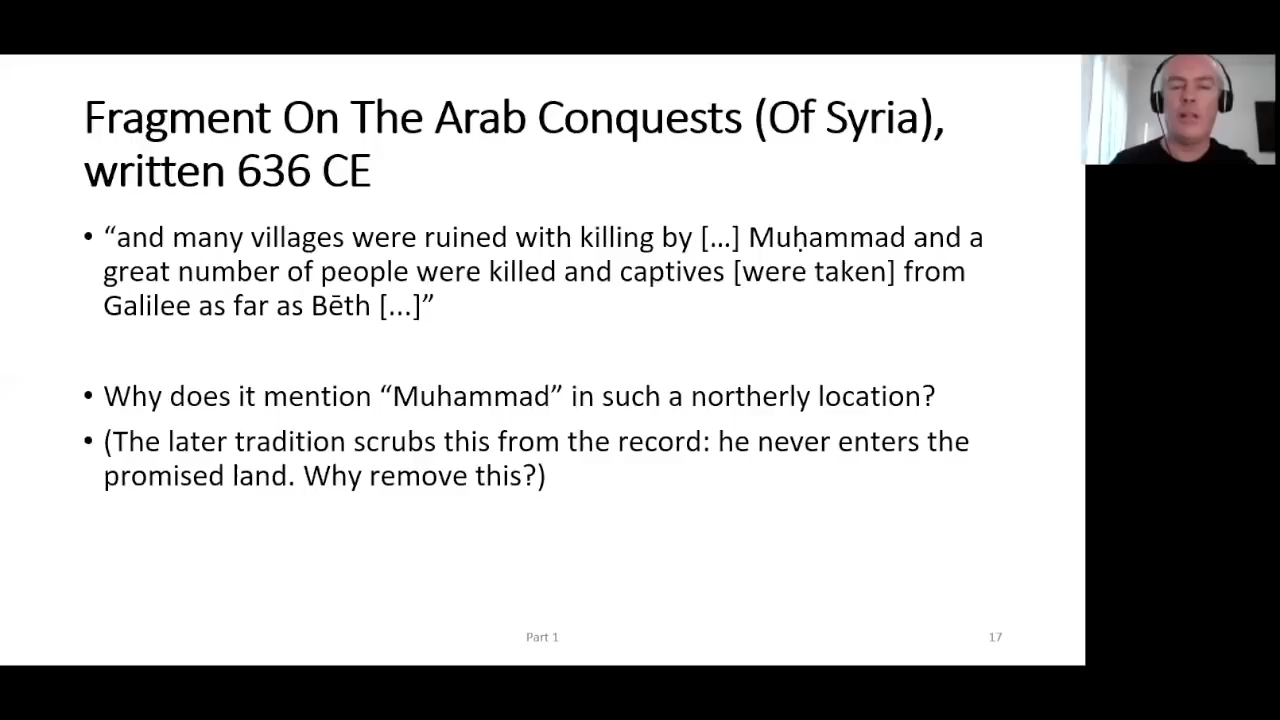 Fragment On The Arab Conquests (Of Syria),
written 636 CE
• “and many villages were ruined with killing by [...] Muḥammad and a
great number of people were killed and captives [were taken] from
Galilee as far as Bēth [...]”
• Why does it mention “Muhammad” in such a northerly location?
• (The later tradition scrubs this from the record: he never enters the
promised land. Why remove this?)
Part 1
17